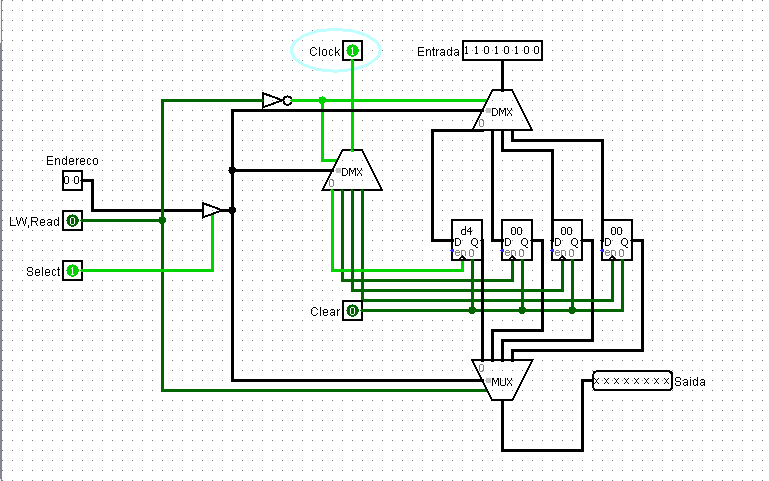 Clock 1
Entrada 1 1 0 1 0 1 0 0
DMX
0
Endereco
0 0
DMX
0
LW,Read 0
d4 00 00 00
D Q D Q D Q D Q
en 0 en 0 en 0 en 0
Select 1
Clear 0
0
MUX
x x x x x x x x Saida